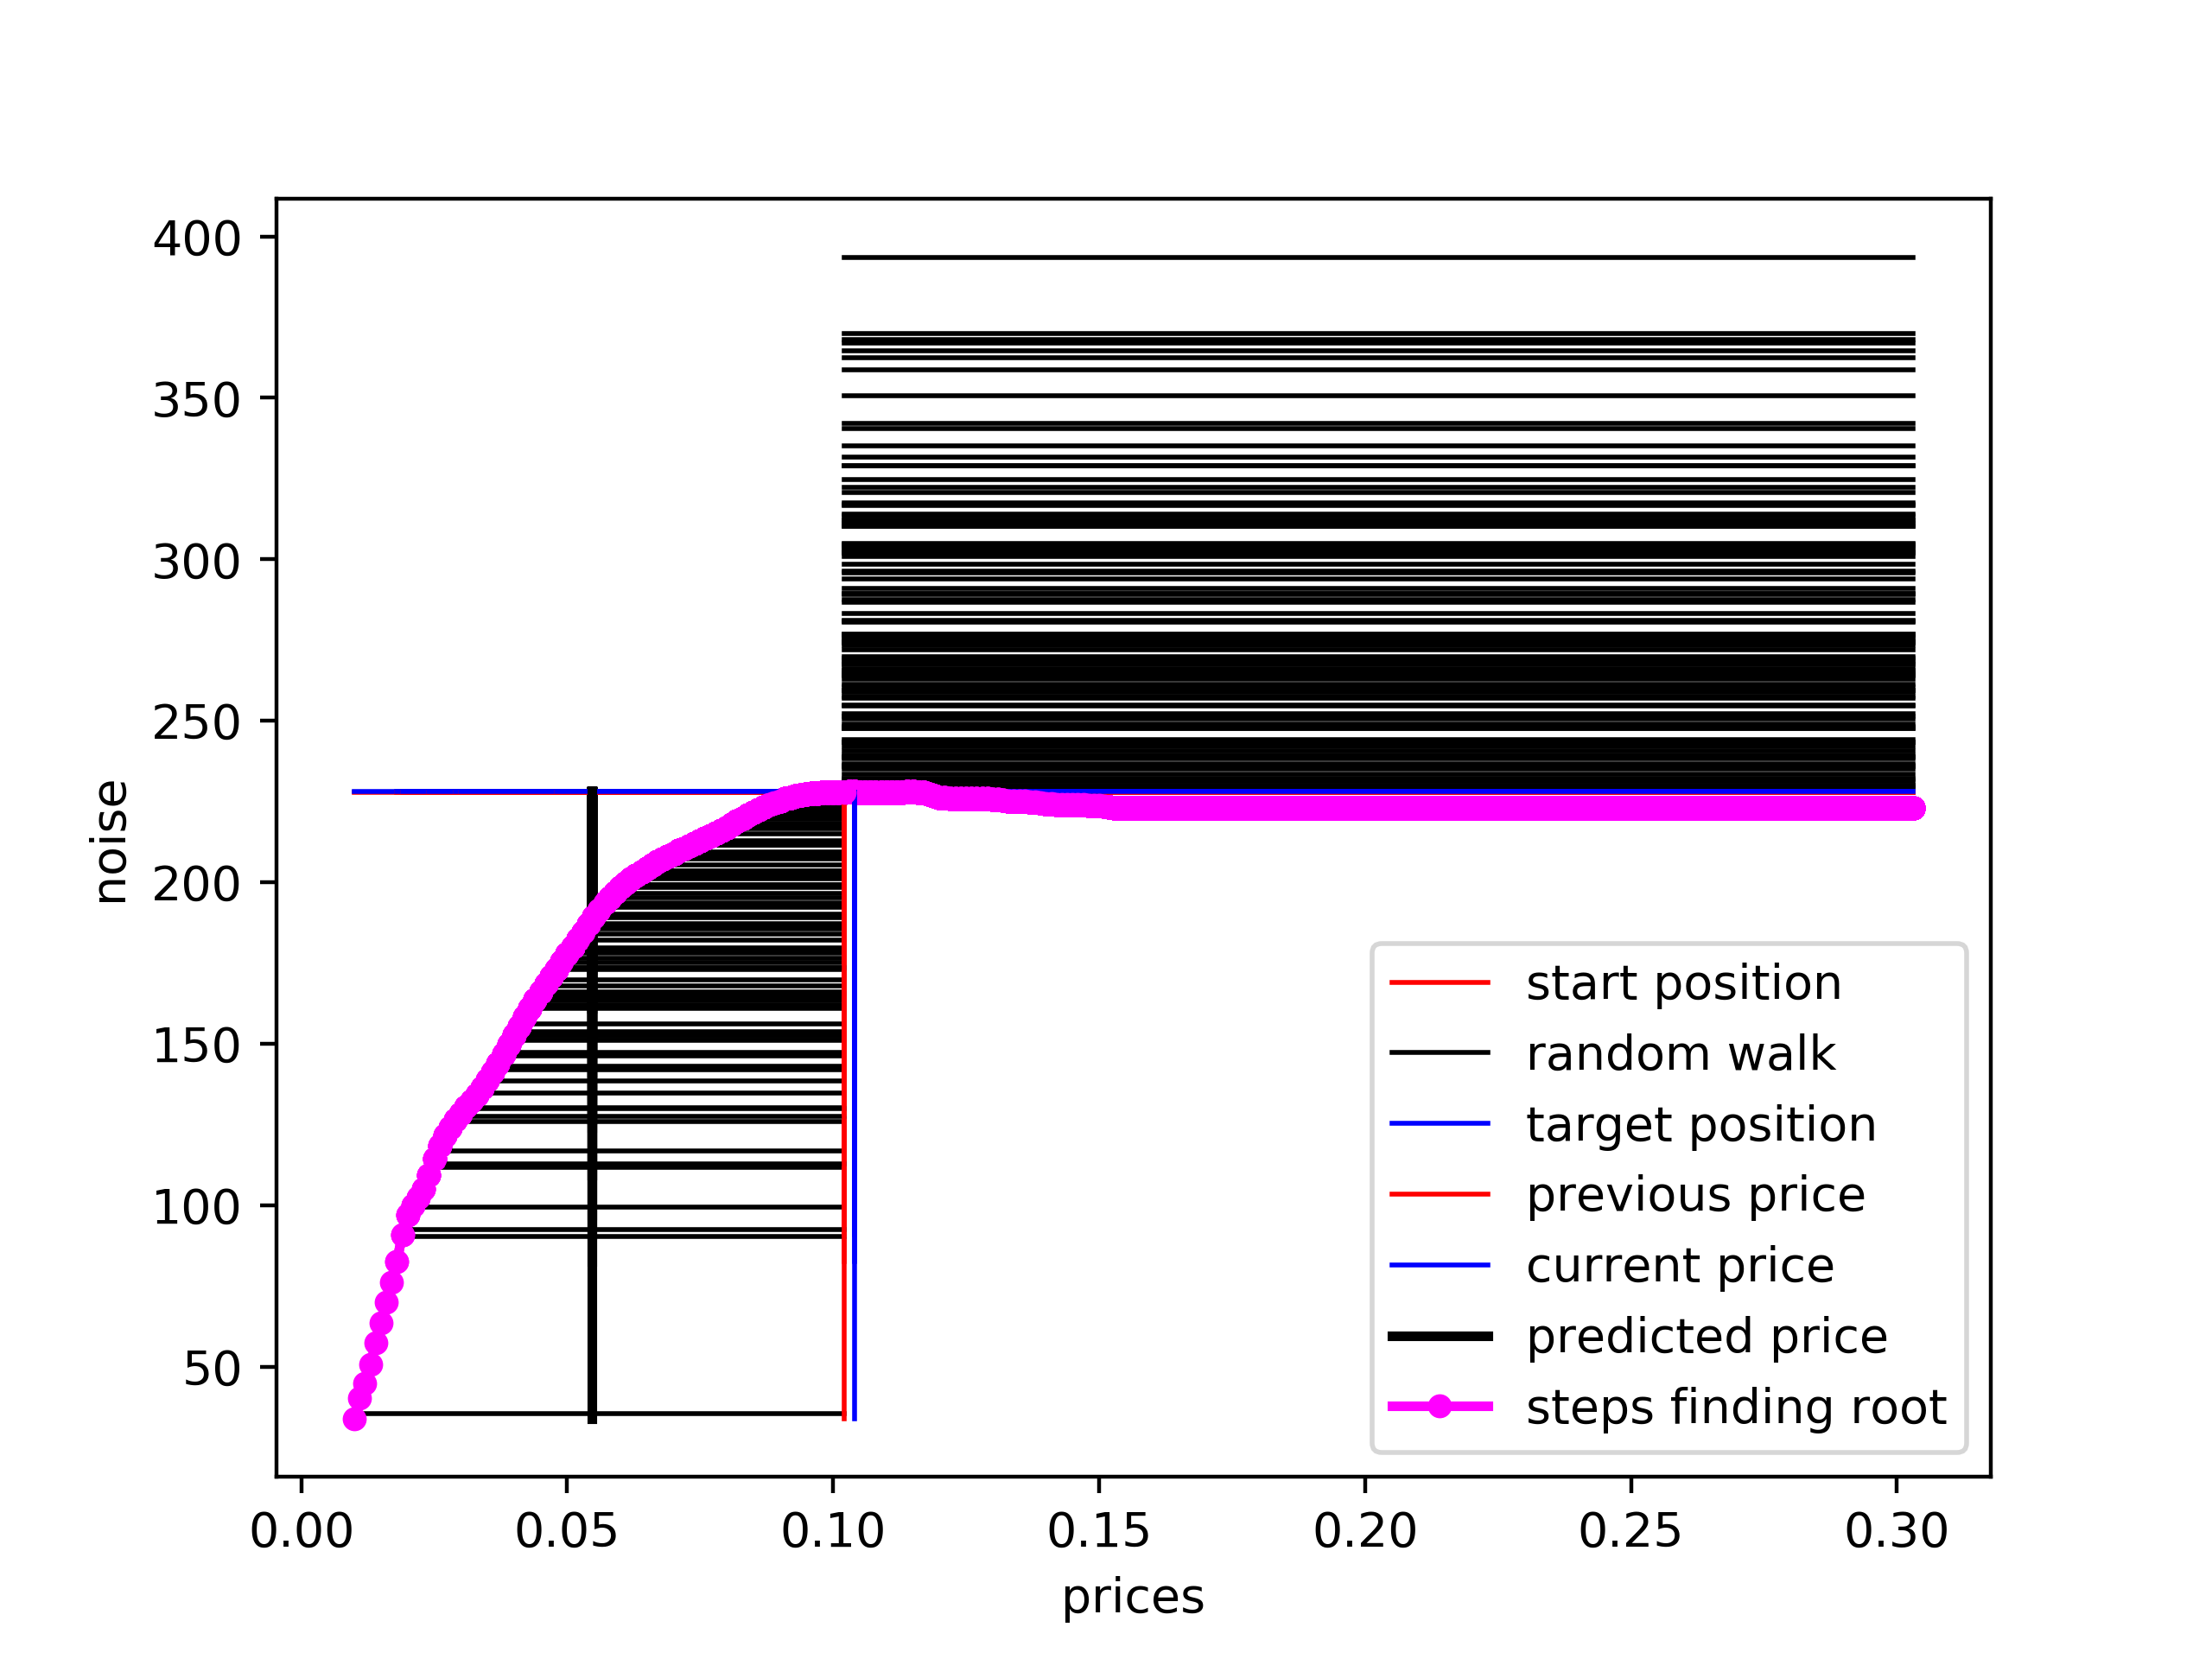 400
350
300
250
200
150
100
50
noise
0.00 0.05 0.10 0.15 0.20 0.25 0.30
prices
start position
random walk
target position
previous price
current price
predicted price
steps finding root